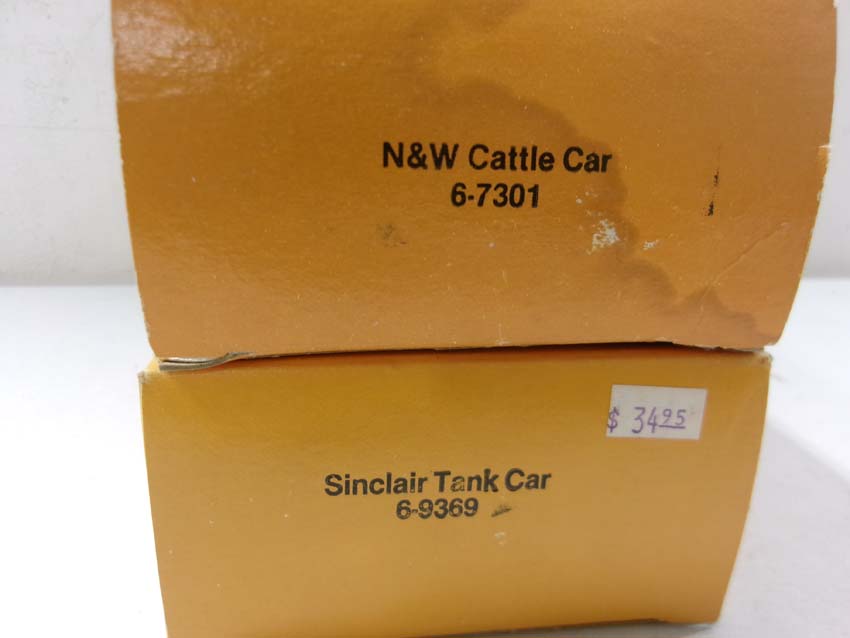 N&W Cattle Car
6-7301
$ 34.95
Sinclair Tank Car
6-9369